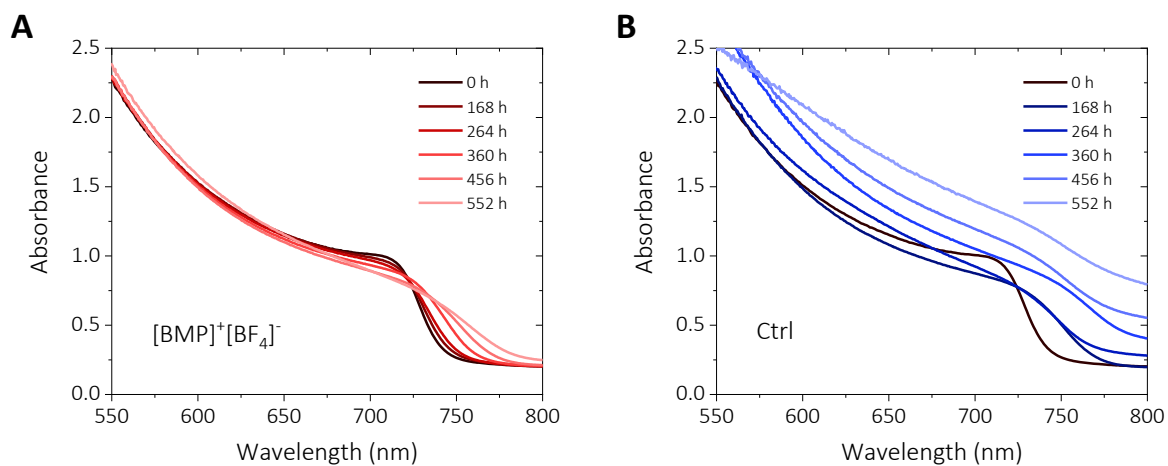 A
Absorbance
2.5
2.0
1.5
1.0
0.5
0.0
0 h
168 h
264 h
360 h
456 h
552 h
[BMP]⁺[BF₄]⁻
550 600 650 700 750 800
Wavelength (nm)
B
Absorbance
2.5
2.0
1.5
1.0
0.5
0.0
0 h
168 h
264 h
360 h
456 h
552 h
Ctrl
550 600 650 700 750 800
Wavelength (nm)